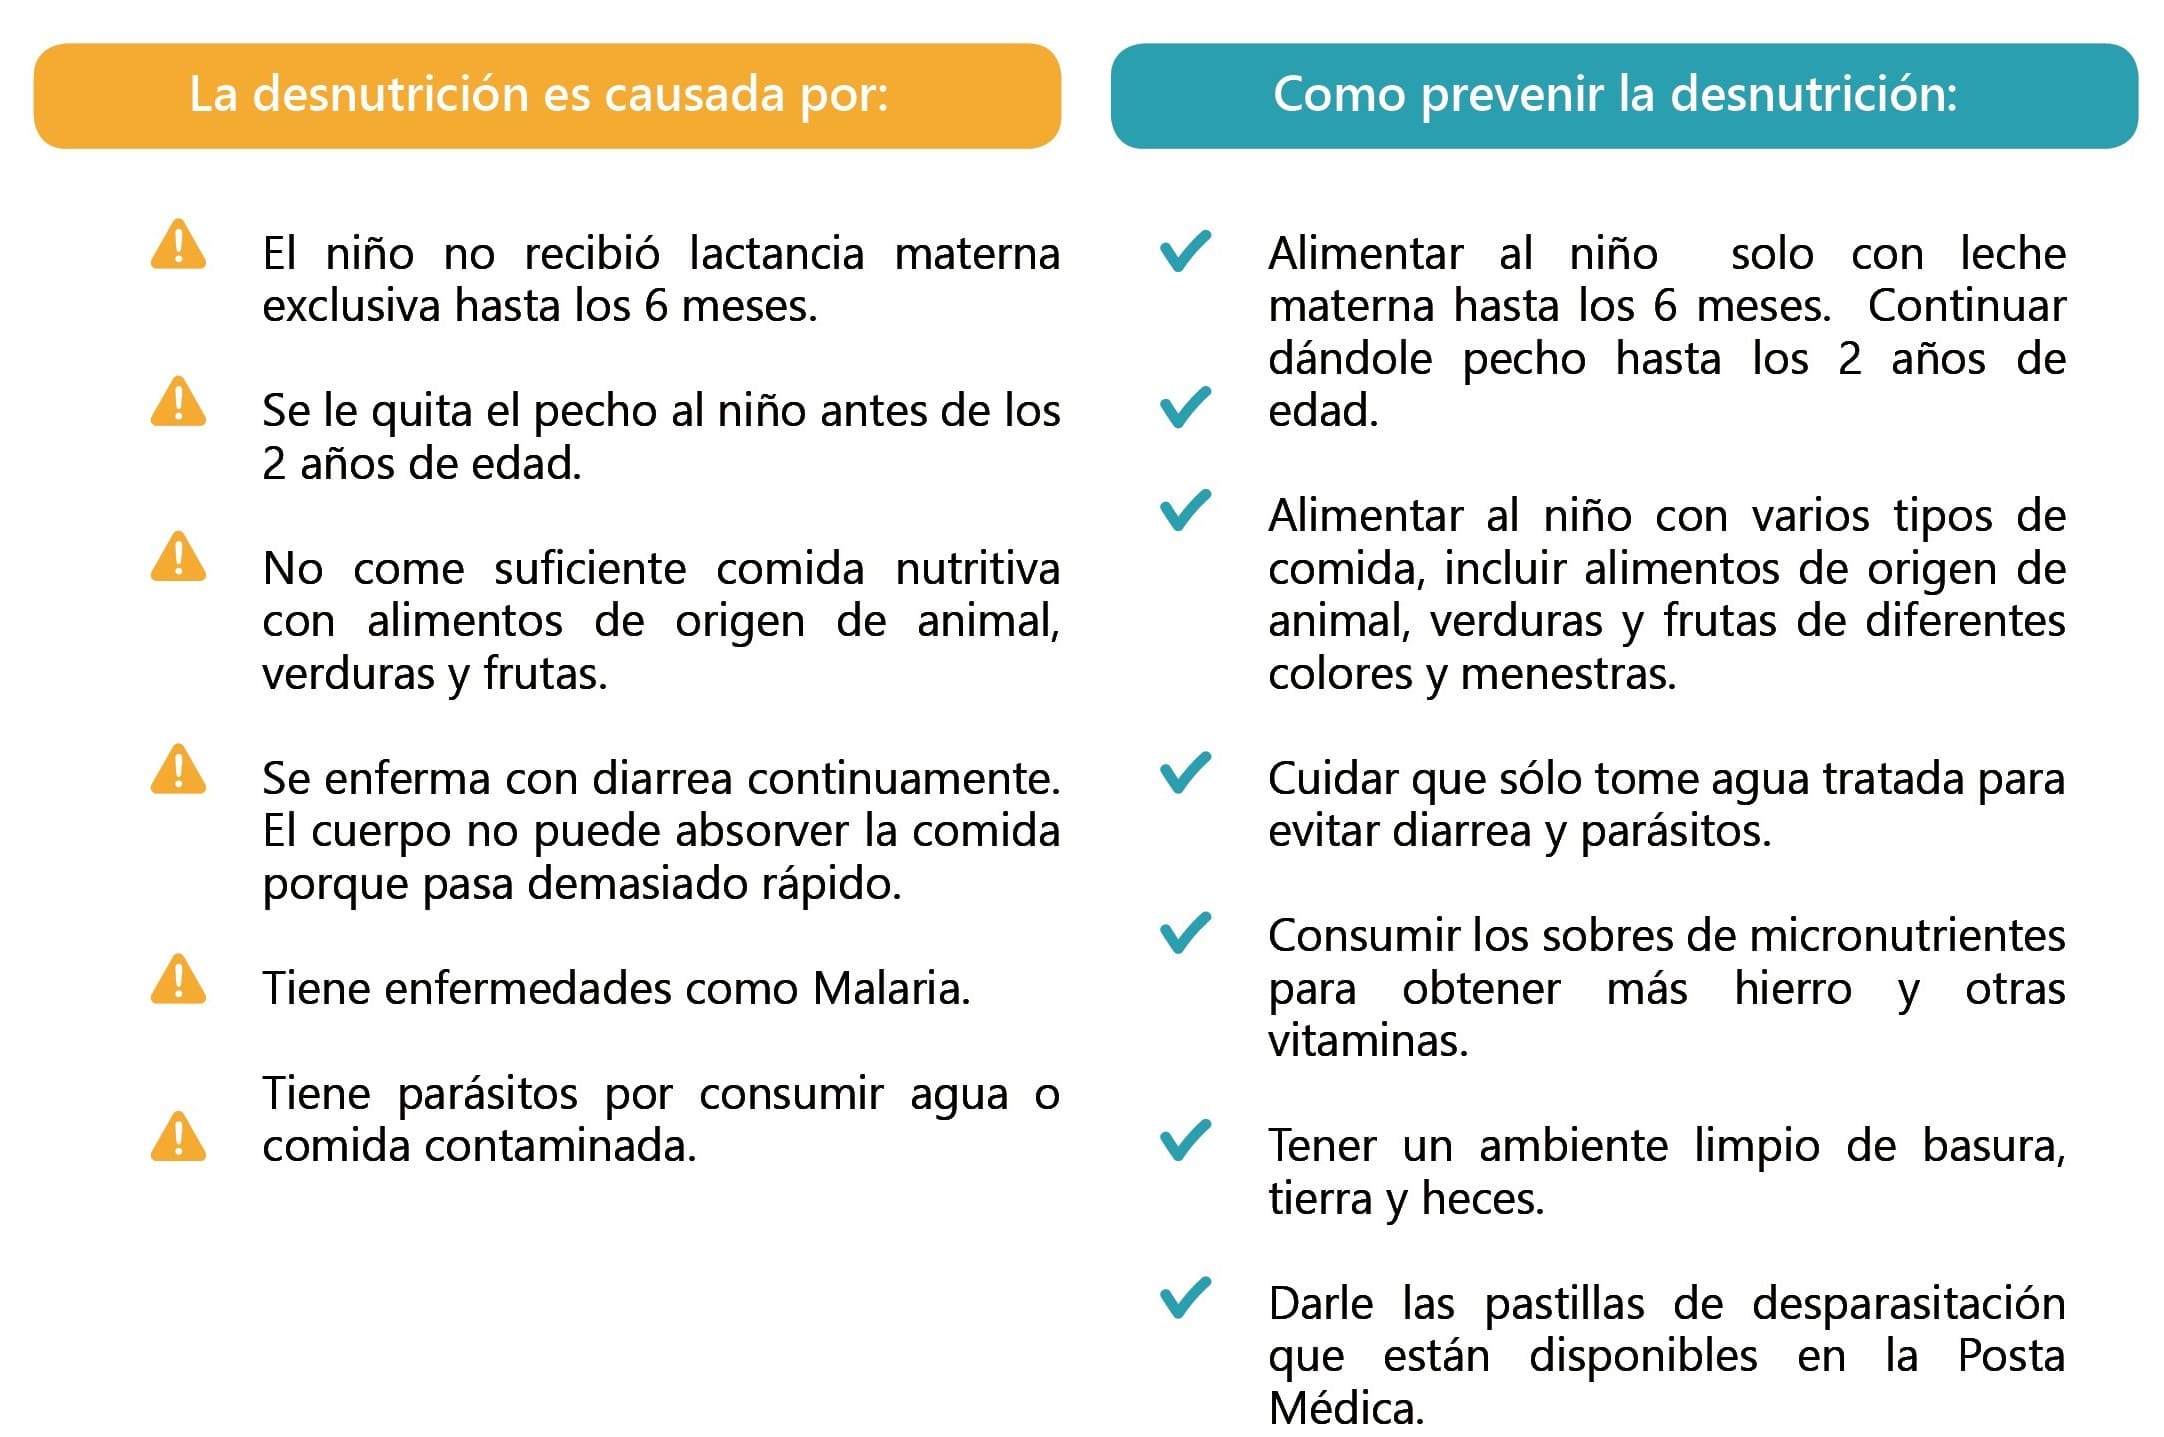 La desnutrición es causada por:
El niño no recibió lactancia materna
exclusiva hasta los 6 meses.
Se le quita el pecho al niño antes de los
2 años de edad.
No come suficiente comida nutritiva
con alimentos de origen de animal,
verduras y frutas.
Se enferma con diarrea continuamente.
El cuerpo no puede absorver la comida
porque pasa demasiado rápido.
Tiene enfermedades como Malaria.
Tiene parásitos por consumir agua o
comida contaminada.
Como prevenir la desnutrición:
Alimentar al niño solo con leche
materna hasta los 6 meses. Continuar
dándole pecho hasta los 2 años de
edad.
Alimentar al niño con varios tipos de
comida, incluir alimentos de origen de
animal, verduras y frutas de diferentes
colores y menestras.
Cuidar que sólo tome agua tratada para
evitar diarrea y parásitos.
Consumir los sobres de micronutrientes
para obtener más hierro y otras
vitaminas.
Tener un ambiente limpio de basura,
tierra y heces.
Darle las pastillas de desparasitación
que están disponibles en la Posta
Médica.